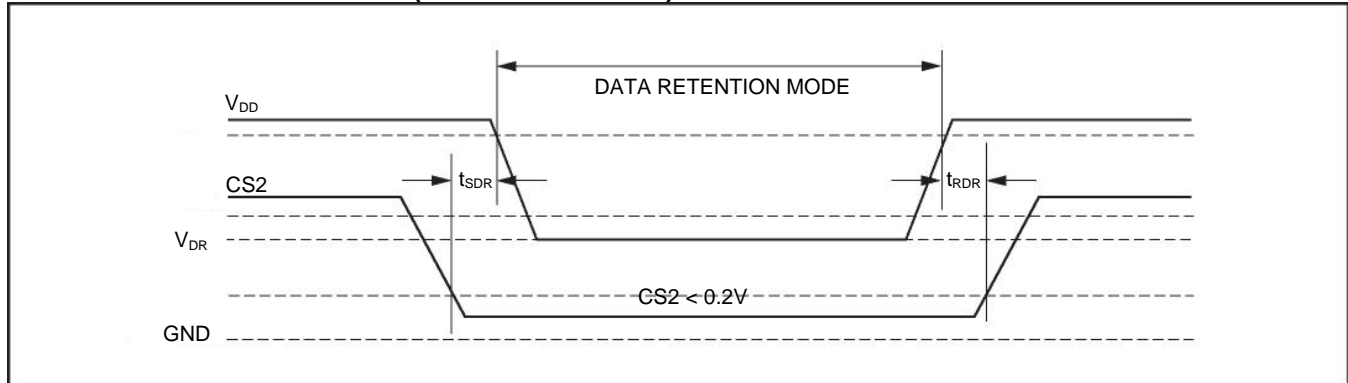 DATA RETENTION MODE
VDD
tSDR
tRDR
CS2
VDR
CS2 < 0.2V
GND